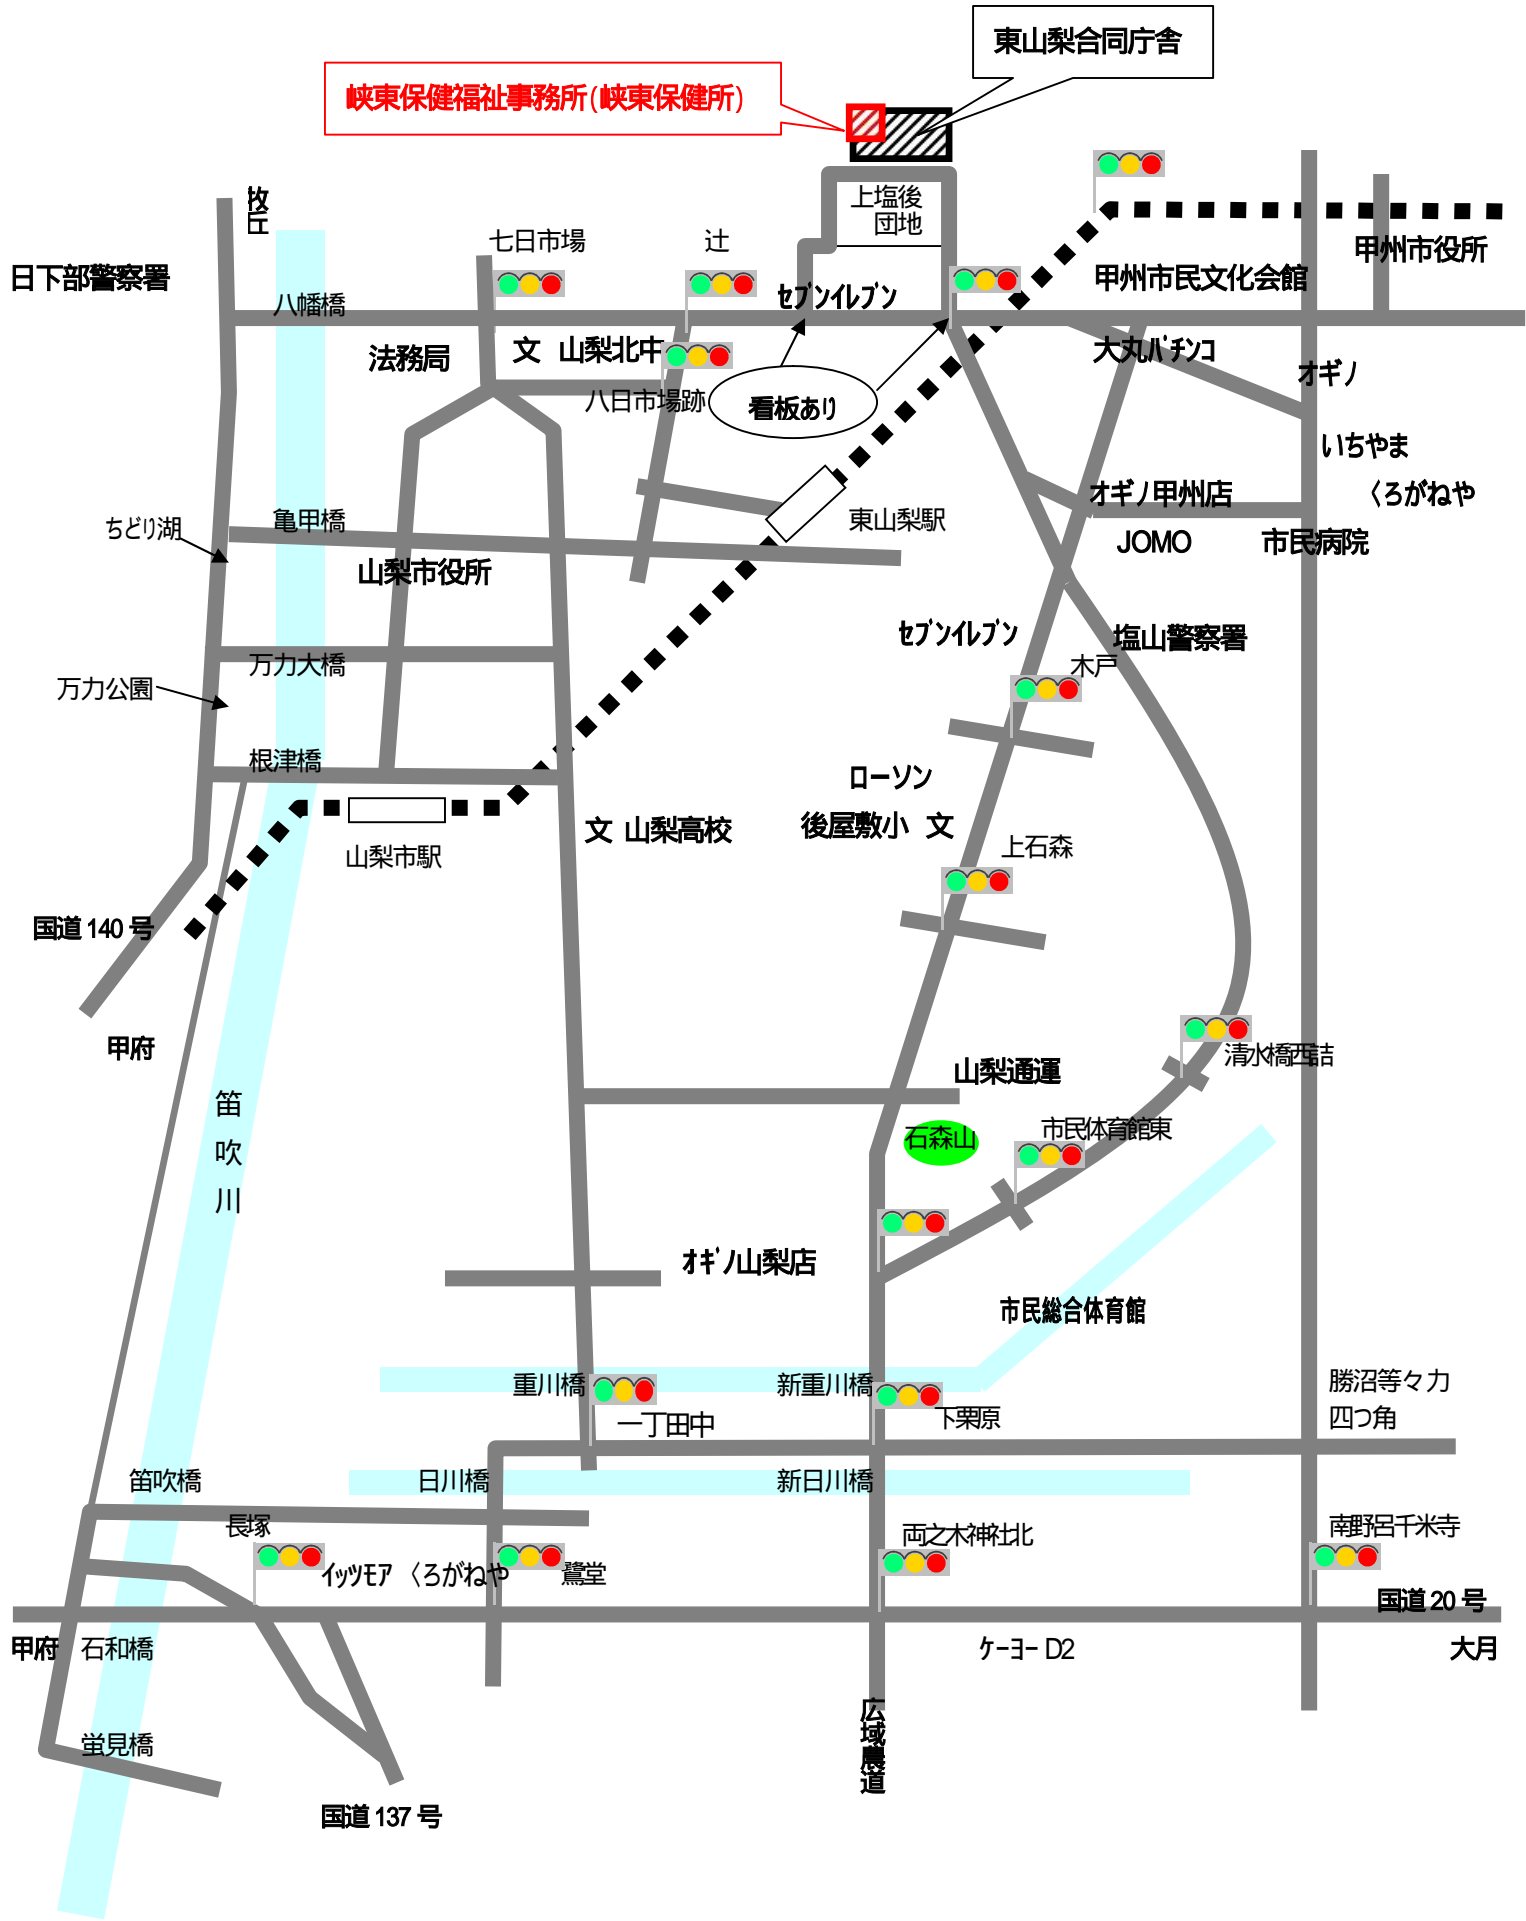 東山梨合同庁舎
峡東保健福祉事務所(峡東保健所)
牧丘
上塩後
団地
七日市場
辻
甲州市役所
日下部警察署
甲州市民文化会館
八幡橋
ｾﾌﾞﾝｲﾚﾌﾞﾝ
法務局
文 山梨北中
大丸ﾊﾟﾁﾝｺ
オギノ
八日市場跡
看板あり
いちやま
オギノ甲州店
くろがねや
ちどり湖
亀甲橋
東山梨駅
JOMO
市民病院
山梨市役所
ｾﾌﾞﾝｲﾚﾌﾞﾝ
塩山警察署
木戸
万力大橋
万力公園
根津橋
ローソン
文 山梨高校
後屋敷小 文
山梨市駅
上石森
国道 140 号
甲府
清水橋西詰
山梨通運
笛吹川
石森山
市民体育館東
ｵｷﾞﾉ山梨店
市民総合体育館
重川橋
新重川橋
勝沼等々力
四つ角
一丁田中
下栗原
笛吹橋
日川橋
新日川橋
長塚
両之木神社北
南野呂千米寺
イッツモア くろがねや
鷺堂
国道 20 号
甲府
石和橋
ｹｰﾖｰ D2
大月
広域農道
蛍見橋
国道 137 号